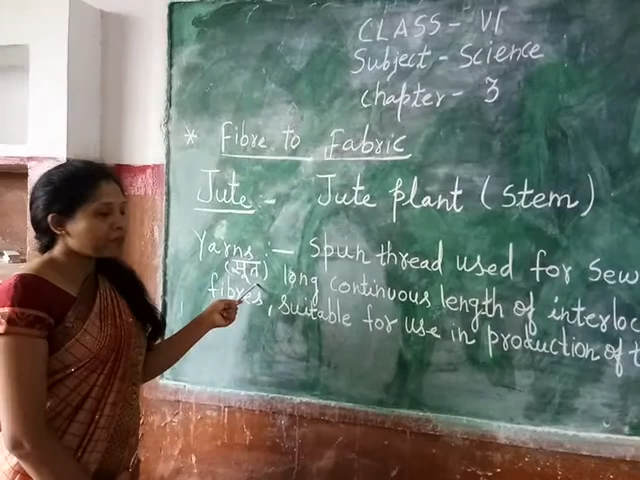 CLASS - VI
Subject - Science
Chapter - 3
* Fibre to Fabric
Jute :- Jute plant (stem)
Yarns :- Spun thread used for sew
(सूत) long continuous length of interloc
fibres, suitable for use in production of t